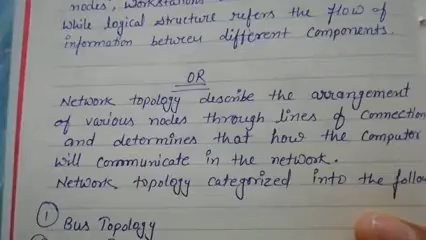 nodes, workstations
While logical structure refers the flow of
information between different components.
OR
Network topology describe the arrangement
of various nodes through lines of Connection
and determines that how the Computor
will communicate in the network.
Network topology categorized into the follo
① Bus Topology